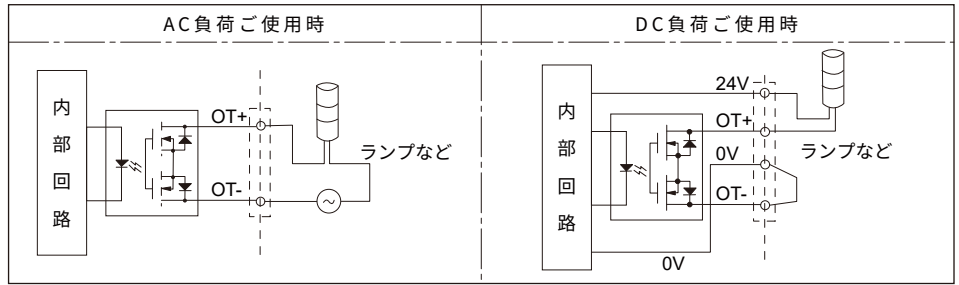 AC負荷ご使用時
内部回路
OT+
OT-
ランプなど
DC負荷ご使用時
内部回路
24V
OT+
0V
OT-
0V
ランプなど